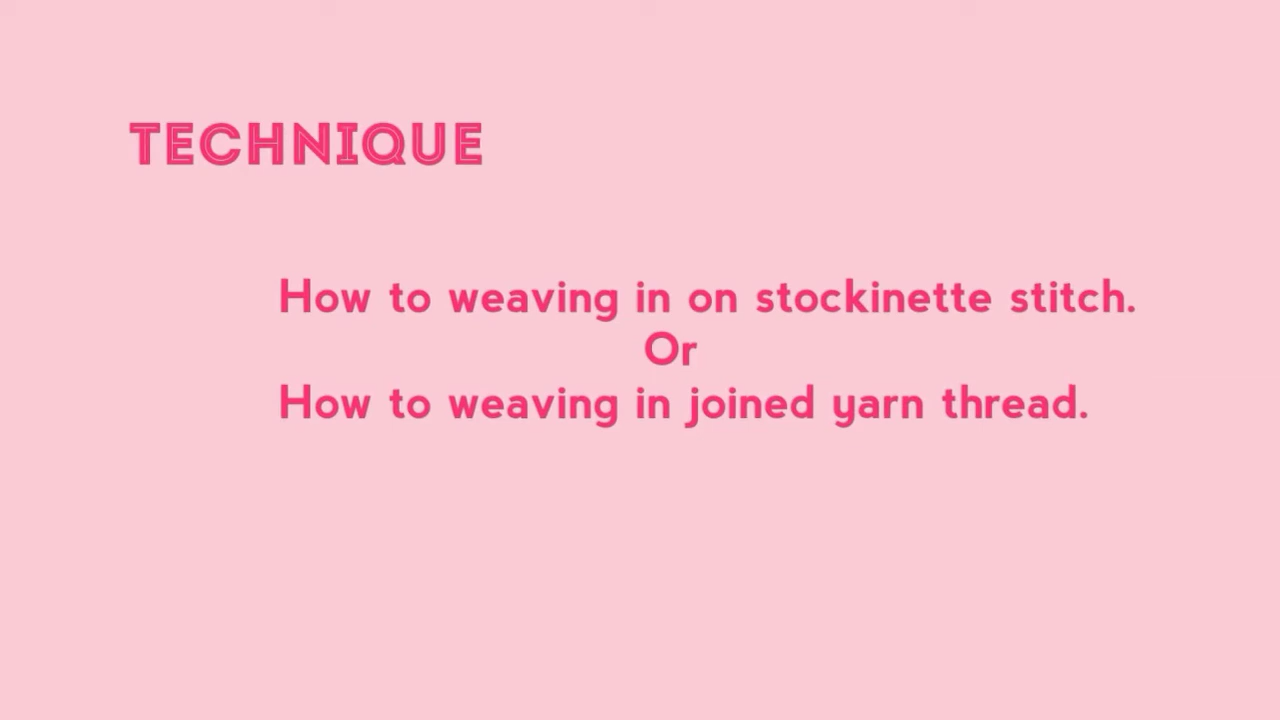 TECHNIQUE
How to weaving in on stockinette stitch.
Or
How to weaving in joined yarn thread.